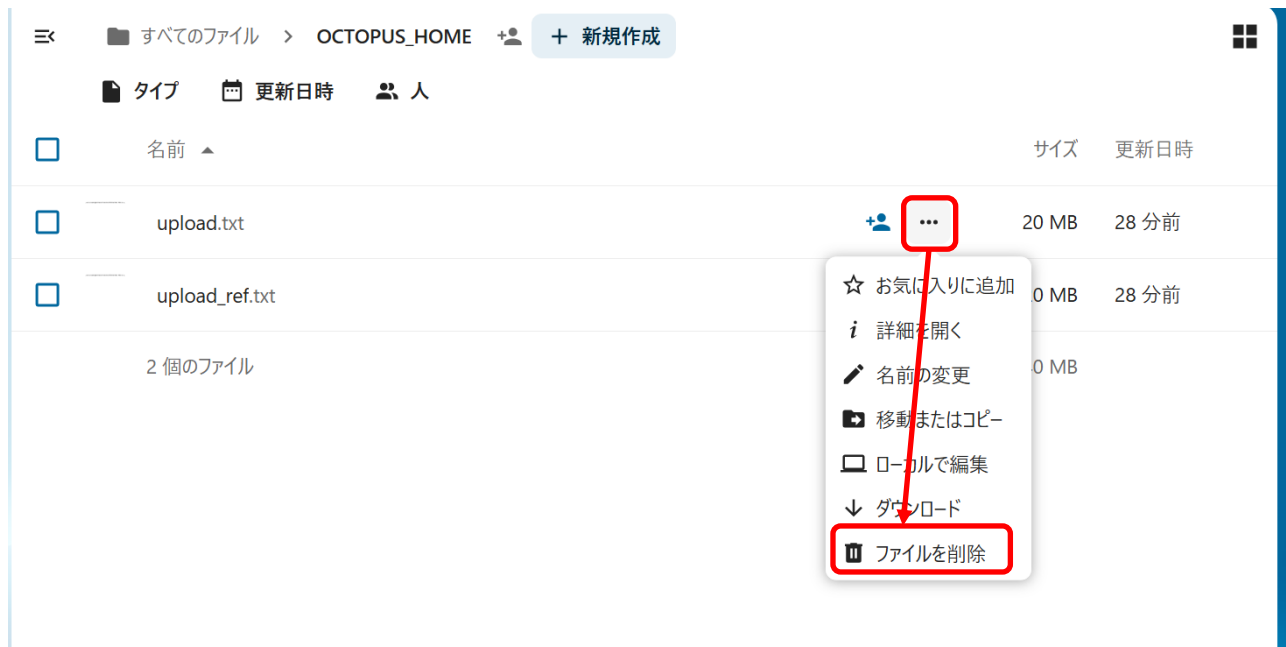 すべてのファイル > OCTOPUS_HOME + 新規作成
タイプ 更新日時 人
名前 サイズ 更新日時
upload.txt ... 20 MB 28 分前
upload_ref.txt 0 MB 28 分前
2 個のファイル 0 MB
お気に入りに追加
詳細を開く
名前の変更
移動またはコピー
ローカルで編集
ダウンロード
ファイルを削除